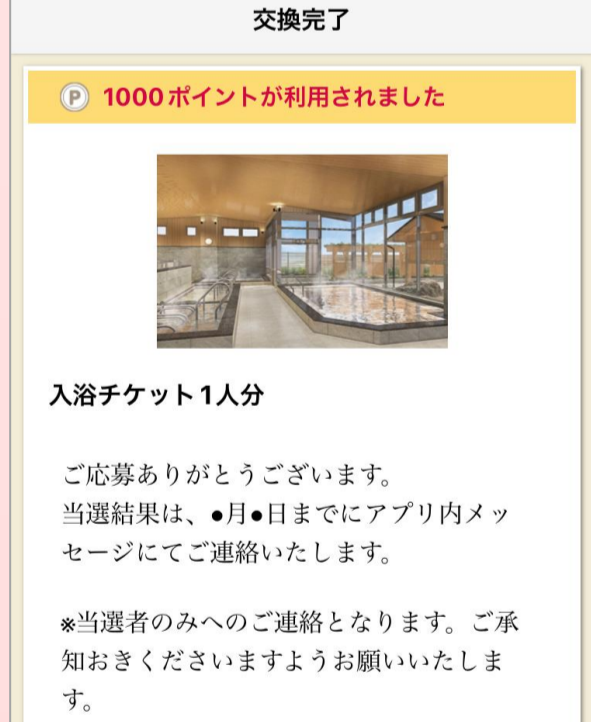 交換完了
P 1000ポイントが利用されました
入浴チケット1人分
ご応募ありがとうございます。
当選結果は、●月●日までにアプリ内メッ
セージにてご連絡いたします。
※当選者のみへのご連絡となります。ご承
知おきくださいますようお願いいたしま
す。